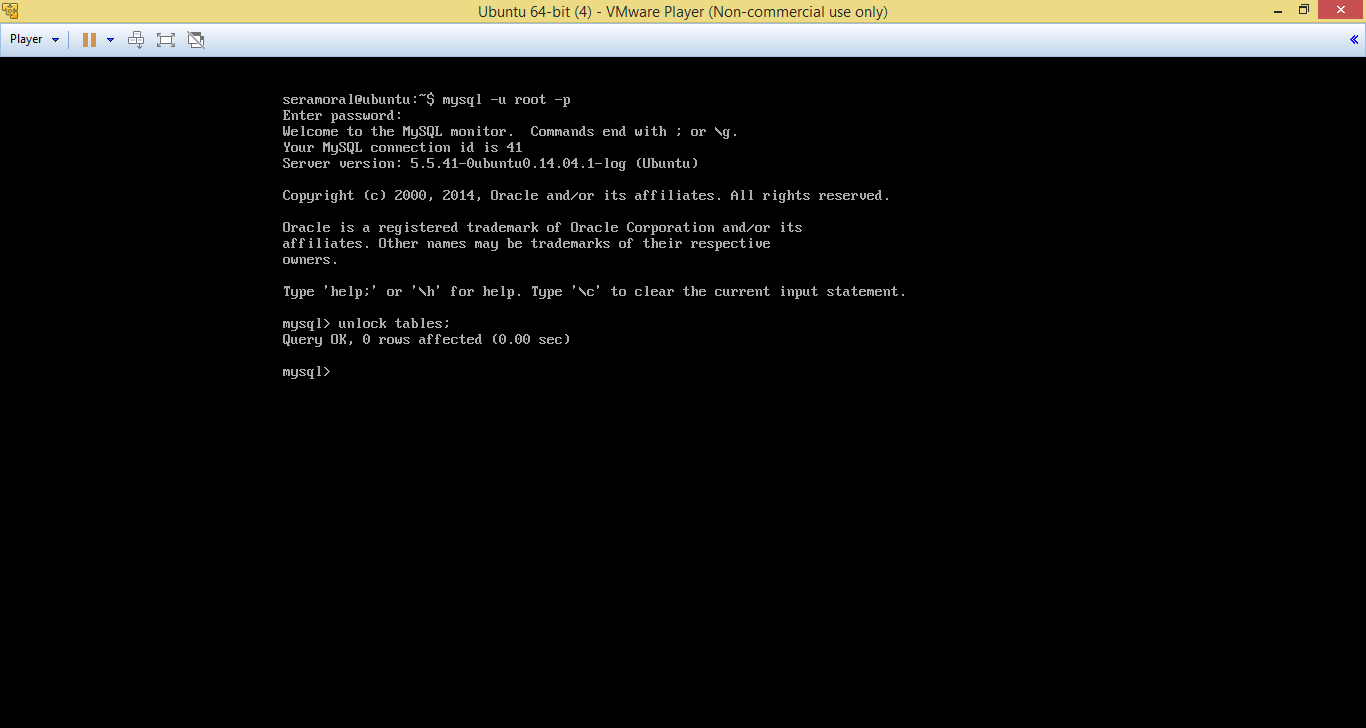 Ubuntu 64-bit (4) - VMware Player (Non-commercial use only)
Player
seramoral@ubuntu:~$ mysql -u root -p
Enter password:
Welcome to the MySQL monitor.  Commands end with ; or \g.
Your MySQL connection id is 41
Server version: 5.5.41-0ubuntu0.14.04.1-log (Ubuntu)
Copyright (c) 2000, 2014, Oracle and/or its affiliates. All rights reserved.
Oracle is a registered trademark of Oracle Corporation and/or its
affiliates. Other names may be trademarks of their respective
owners.
Type 'help;' or '\h' for help. Type '\c' to clear the current input statement.
mysql> unlock tables;
Query OK, 0 rows affected (0.00 sec)
mysql>